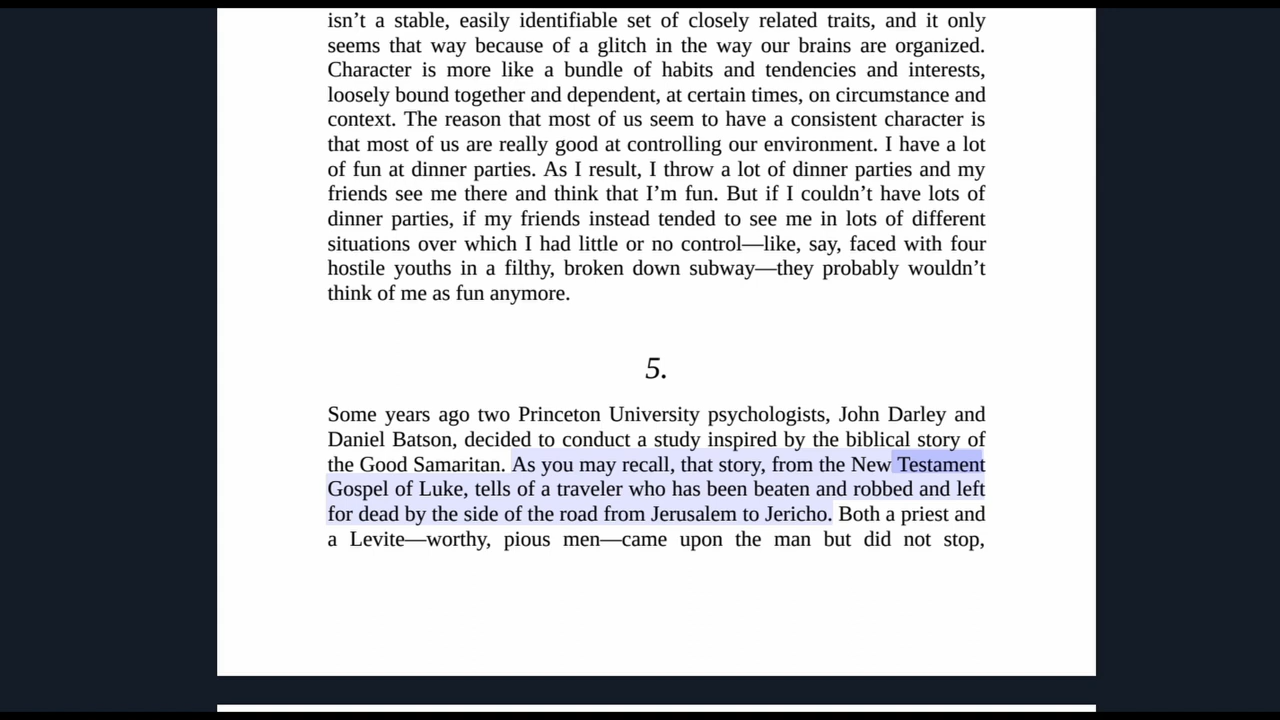 isn’t a stable, easily identifiable set of closely related traits, and it only
seems that way because of a glitch in the way our brains are organized.
Character is more like a bundle of habits and tendencies and interests,
loosely bound together and dependent, at certain times, on circumstance and
context. The reason that most of us seem to have a consistent character is
that most of us are really good at controlling our environment. I have a lot
of fun at dinner parties. As I result, I throw a lot of dinner parties and my
friends see me there and think that I’m fun. But if I couldn’t have lots of
dinner parties, if my friends instead tended to see me in lots of different
situations over which I had little or no control—like, say, faced with four
hostile youths in a filthy, broken down subway—they probably wouldn’t
think of me as fun anymore.
5.
Some years ago two Princeton University psychologists, John Darley and
Daniel Batson, decided to conduct a study inspired by the biblical story of
the Good Samaritan. As you may recall, that story, from the New Testament
Gospel of Luke, tells of a traveler who has been beaten and robbed and left
for dead by the side of the road from Jerusalem to Jericho. Both a priest and
a Levite—worthy, pious men—came upon the man but did not stop,